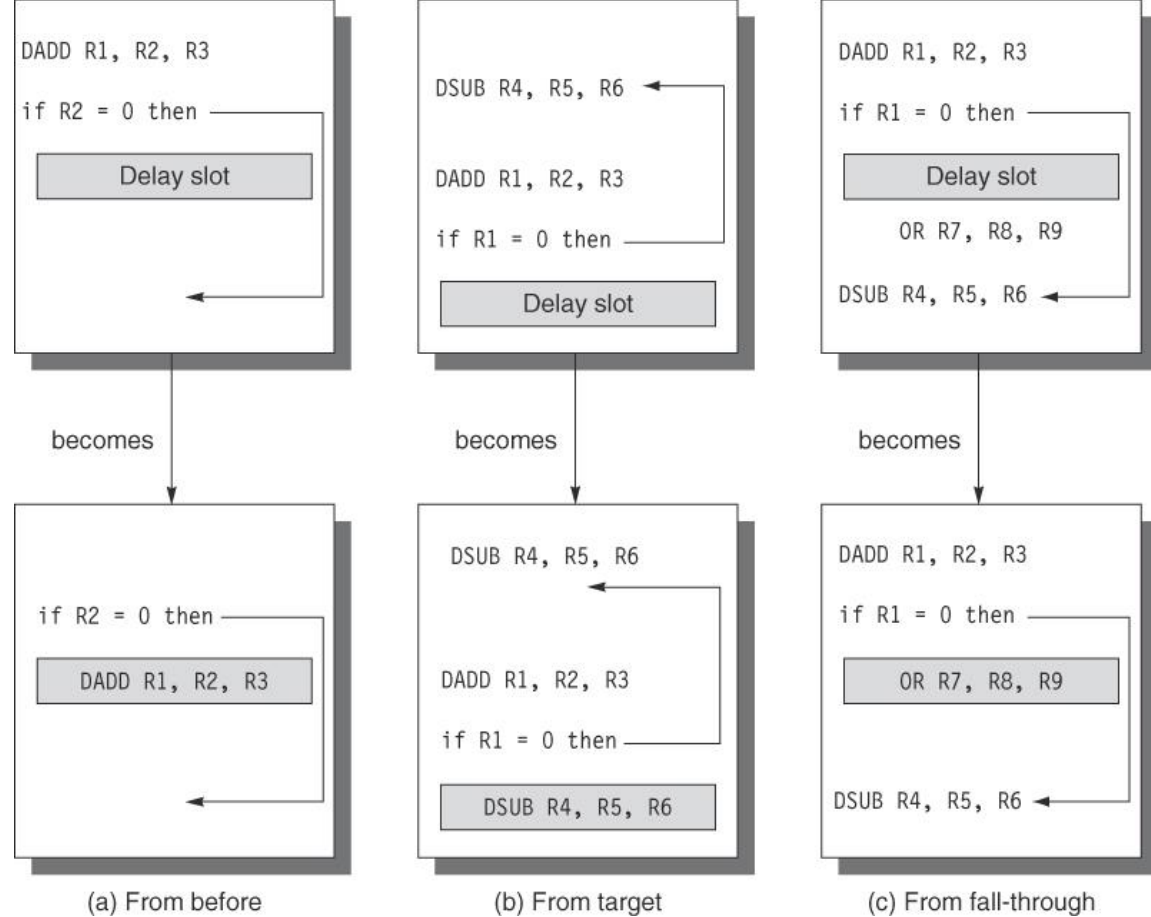 DADD R1, R2, R3
if R2 = 0 then
Delay slot
becomes
DSUB R4, R5, R6
DADD R1, R2, R3
if R1 = 0 then
Delay slot
becomes
DADD R1, R2, R3
if R1 = 0 then
Delay slot
OR R7, R8, R9
DSUB R4, R5, R6
becomes
if R2 = 0 then
DADD R1, R2, R3
(a) From before
DSUB R4, R5, R6
DADD R1, R2, R3
if R1 = 0 then
DSUB R4, R5, R6
(b) From target
DADD R1, R2, R3
if R1 = 0 then
OR R7, R8, R9
DSUB R4, R5, R6
(c) From fall-through